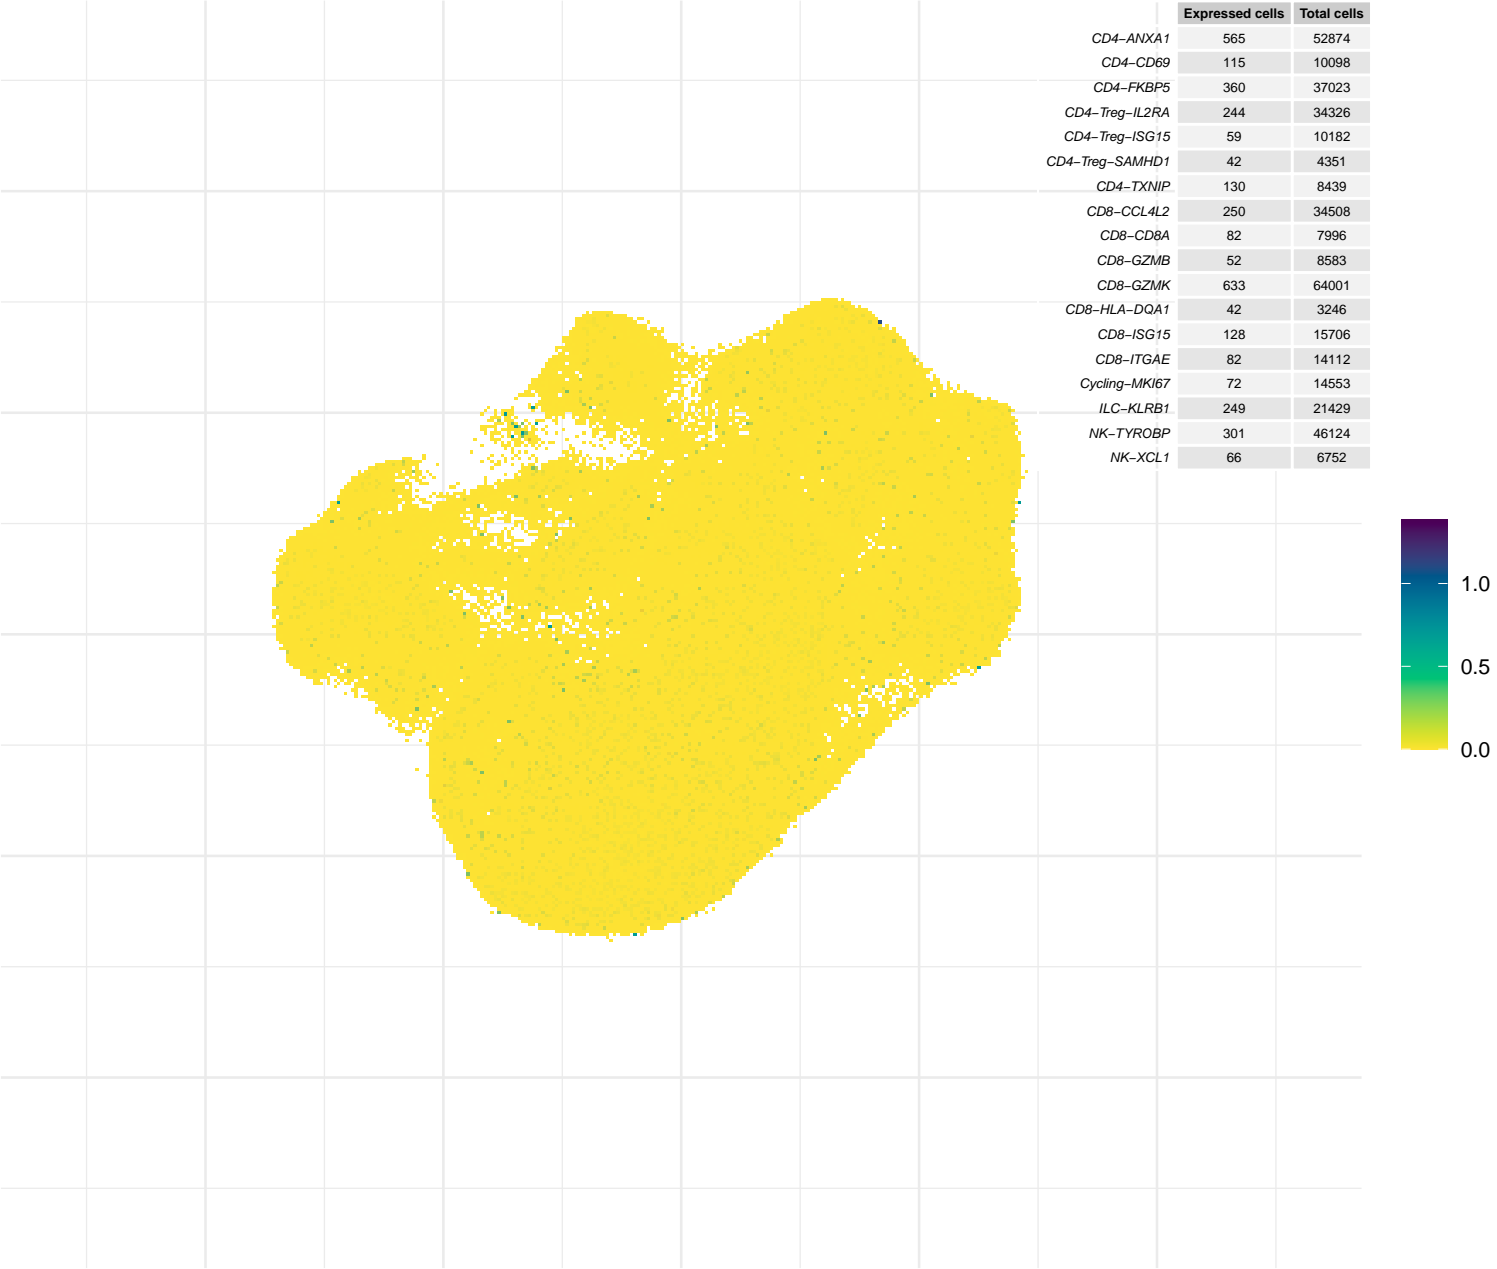 Expressed cells Total cells
CD4−ANXA1 565 52874
CD4−CD69 115 10098
CD4−FKBP5 360 37023
CD4−Treg−IL2RA 244 34326
CD4−Treg−ISG15 59 10182
CD4−Treg−SAMHD1 42 4351
CD4−TXNIP 130 8439
CD8−CCL4L2 250 34508
CD8−CD8A 82 7996
CD8−GZMB 52 8583
CD8−GZMK 633 64001
CD8−HLA−DQA1 42 3246
CD8−ISG15 128 15706
CD8−ITGAE 82 14112
Cycling−MKI67 72 14553
ILC−KLRB1 249 21429
NK−TYROBP 301 46124
NK−XCL1 66 6752
1.0
0.5
0.0